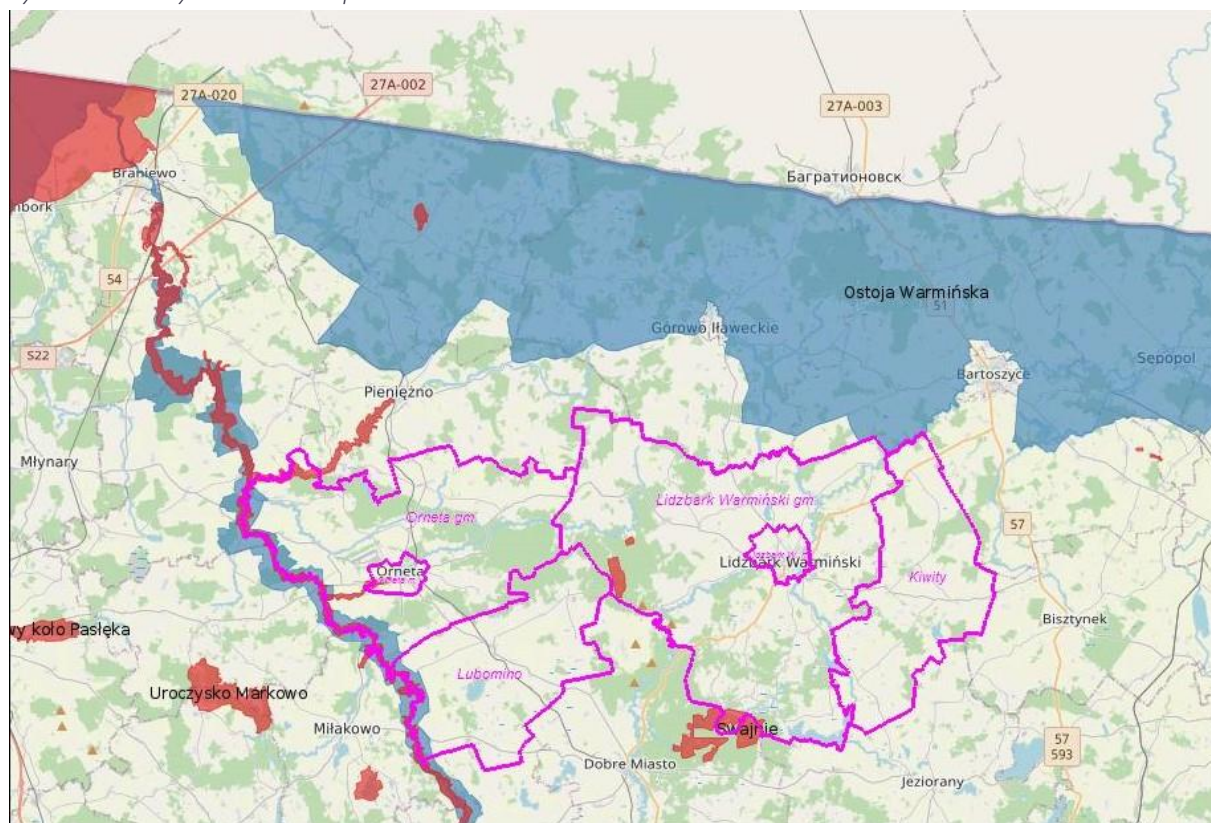 27A-002
27A-020
27A-003
Braniewo
Багратионовск
mbork
54
Ostoja Warmińska
51
Górowo Iławeckie
S22
Sępopol
Bartoszyce
Pieniężno
Młynary
Lidzbark Warmiński gm
Orneta gm
57
Lidzbark Warmiński
Orneta
Kiwity
Bisztynek
wy koło Pasłęka
Lubomino
Uroczysko Markowo
Miłakowo
Swajnie
57
593
Dobre Miasto
Jeziorany